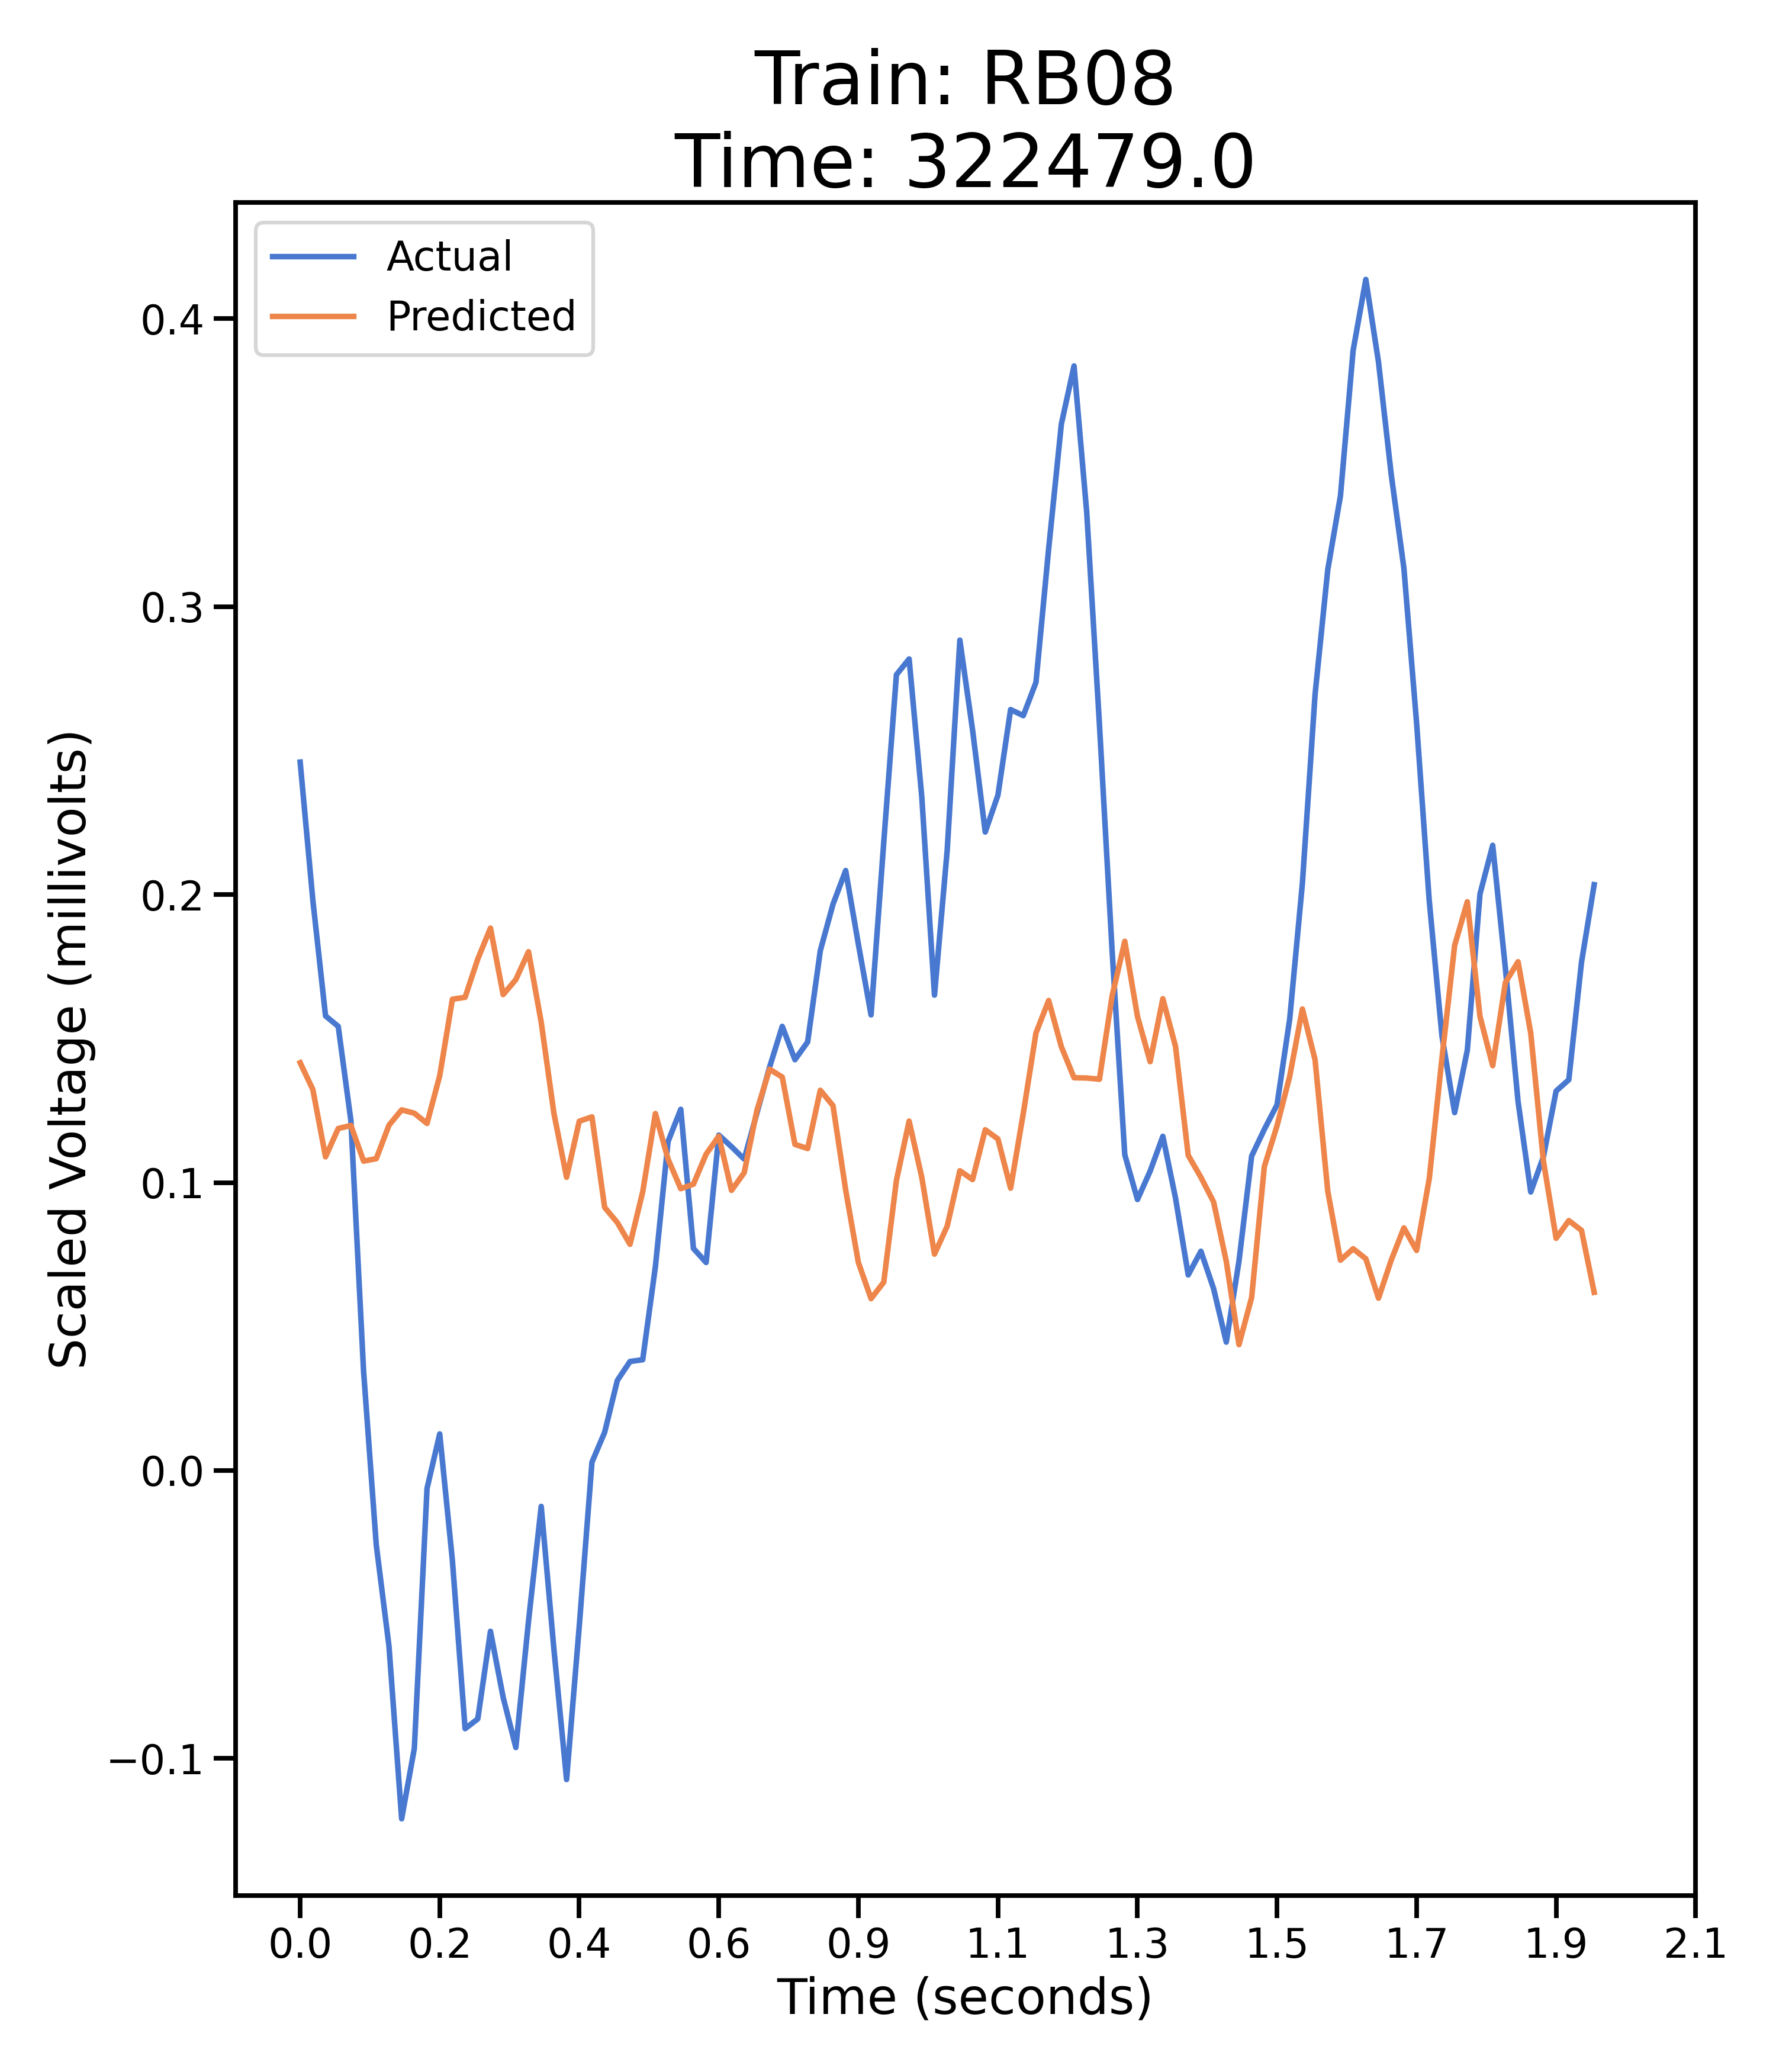 Train: RB08
Time: 322479.0
Actual
Predicted
0.4
0.3
0.2
0.1
0.0
−0.1
Scaled Voltage (millivolts)
0.0 0.2 0.4 0.6 0.9 1.1 1.3 1.5 1.7 1.9 2.1
Time (seconds)